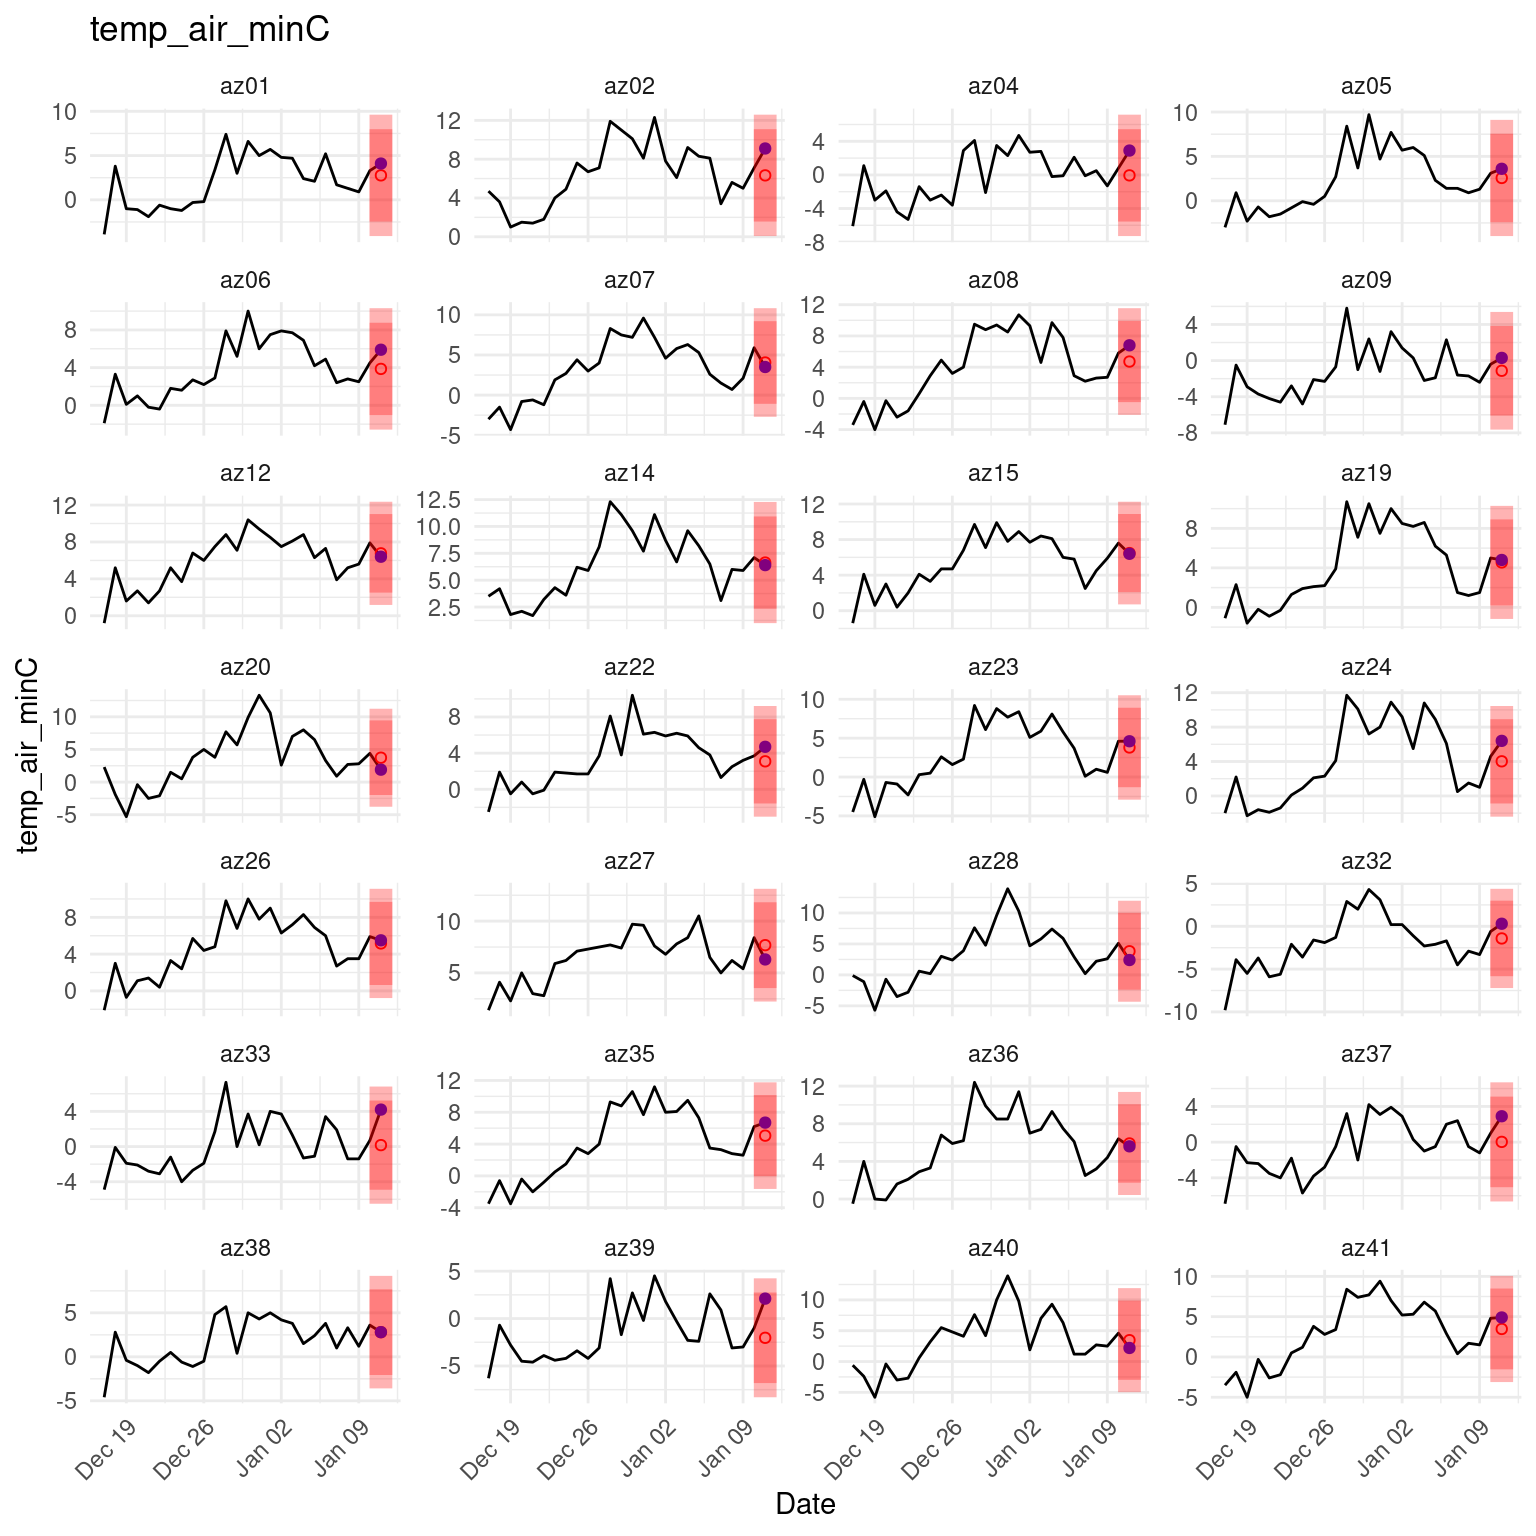 temp_air_minC
az01 az02 az04 az05
10 5 0
12 8 4 0
4 0 -4 -8
10 5 0
az06 az07 az08 az09
8 4 0
10 5 0 -5
12 8 4 0 -4
4 0 -4 -8
az12 az14 az15 az19
12 8 4 0
12.5 10.0 7.5 5.0 2.5
12 8 4 0
8 4 0
temp_air_minC
az20 az22 az23 az24
10 5 0 -5
8 4 0
10 5 0 -5
12 8 4 0
az26 az27 az28 az32
8 4 0
10 5
10 5 0 -5
5 0 -5 -10
az33 az35 az36 az37
4 0 -4
12 8 4 0 -4
12 8 4 0
4 0 -4
az38 az39 az40 az41
5 0 -5
5 0 -5
10 5 0 -5
10 5 0 -5
Dec 19 Dec 26 Jan 02 Jan 09
Dec 19 Dec 26 Jan 02 Jan 09
Dec 19 Dec 26 Jan 02 Jan 09
Dec 19 Dec 26 Jan 02 Jan 09
Date